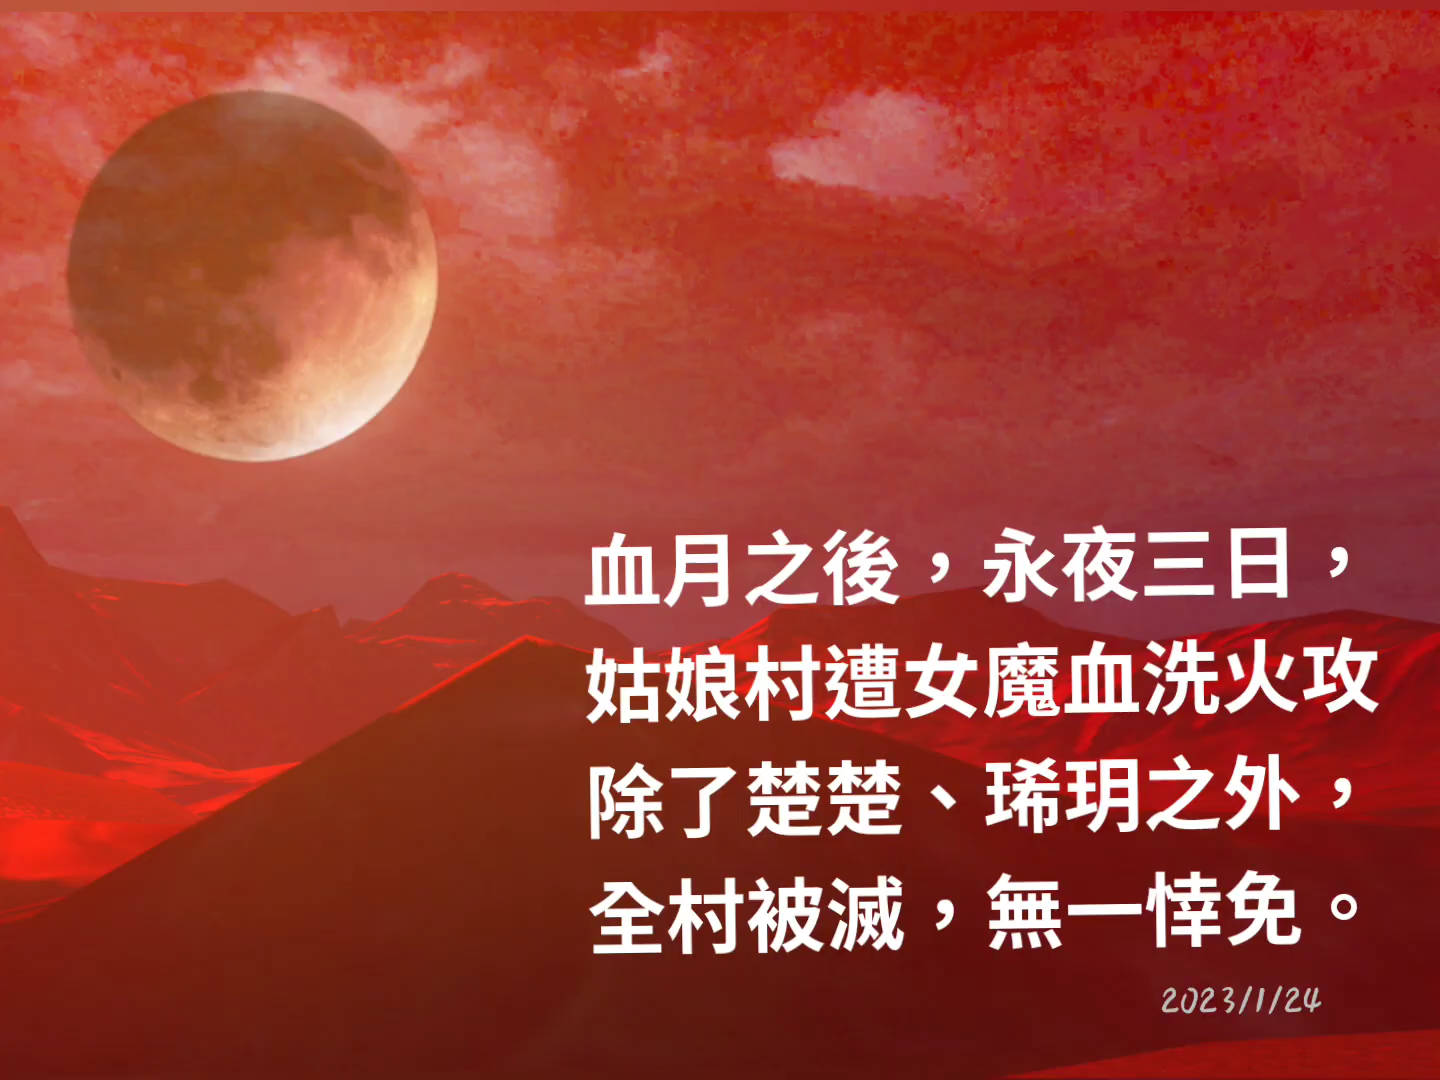 血月之後，永夜三日，
姑娘村遭女魔血洗火攻
除了楚楚、琋玥之外，
全村被滅，無一悻免。
2023/1/24